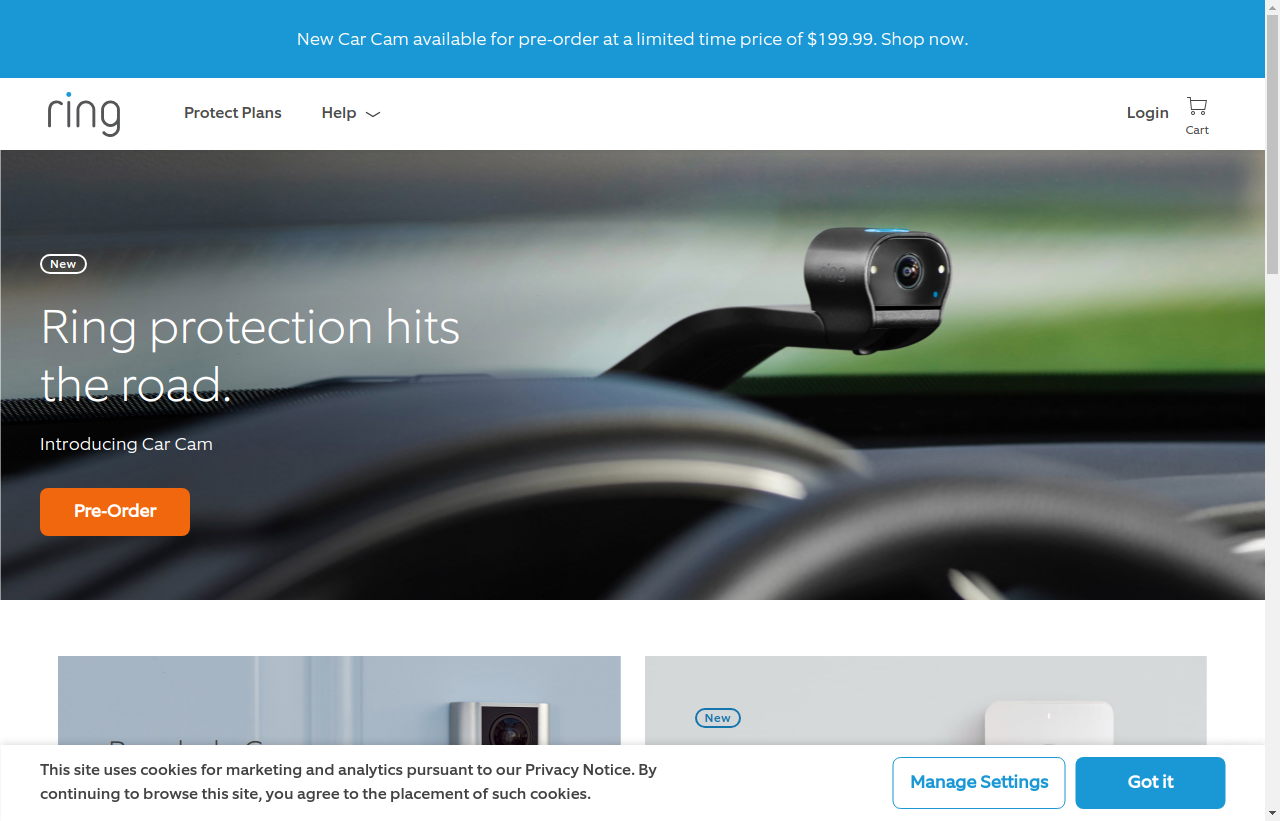 New Car Cam available for pre-order at a limited time price of $199.99. Shop now.
ring
Protect Plans
Help
Login
Cart
New
Ring protection hits
the road.
Introducing Car Cam
Pre-Order
ring
New
This site uses cookies for marketing and analytics pursuant to our Privacy Notice. By
continuing to browse this site, you agree to the placement of such cookies.
Manage Settings
Got it